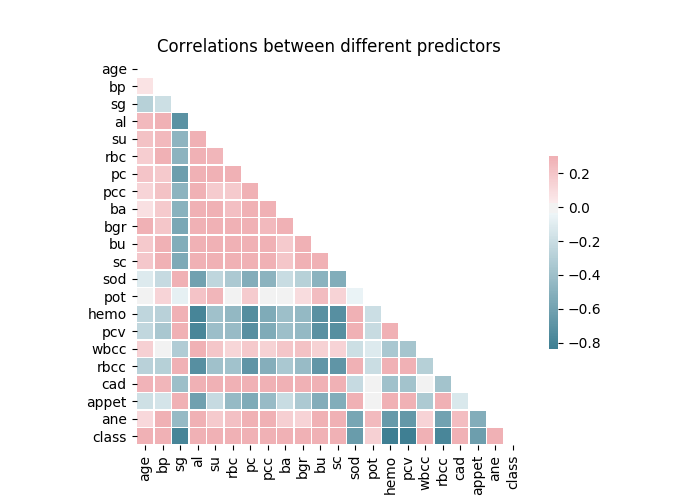 Correlations between different predictors
age
bp
sg
al
su
rbc
pc
pcc
ba
bgr
bu
sc
sod
pot
hemo
pcv
wbcc
rbcc
cad
appet
ane
class
0.2
0.0
−0.2
−0.4
−0.6
−0.8
age
bp
sg
al
su
rbc
pc
pcc
ba
bgr
bu
sc
sod
pot
hemo
pcv
wbcc
rbcc
cad
appet
ane
class